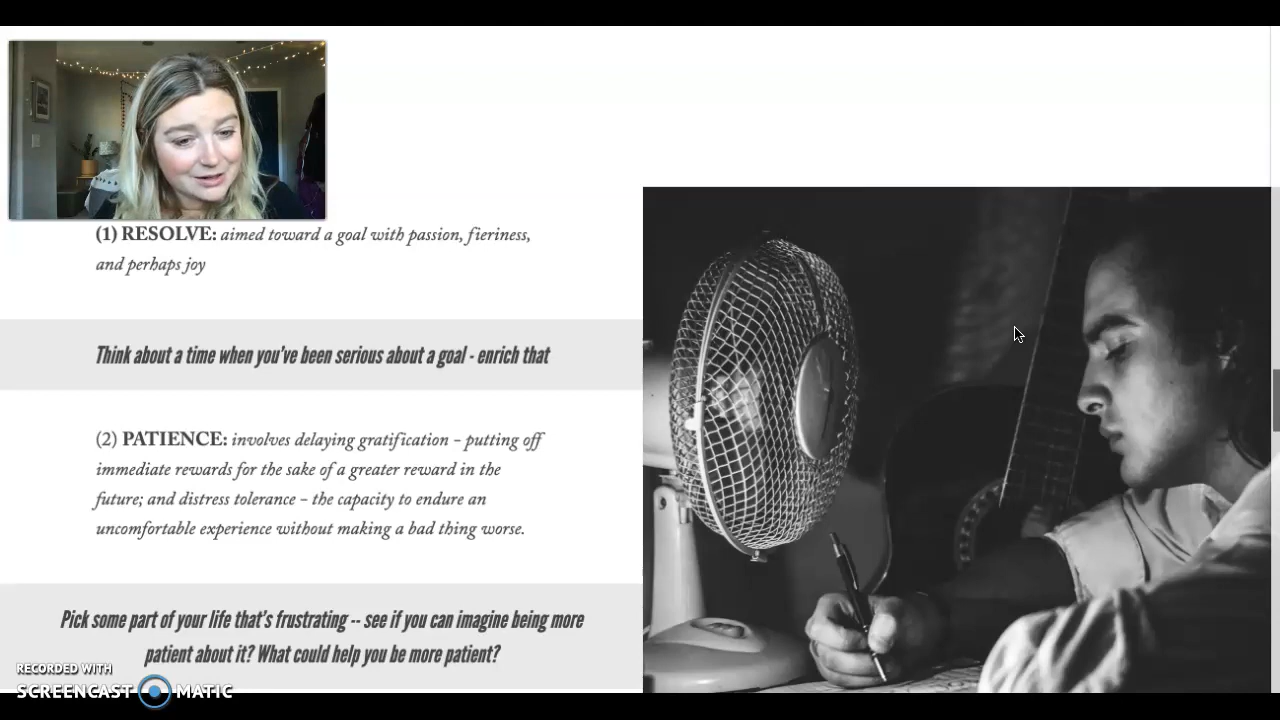 (1) RESOLVE: aimed toward a goal with passion, fieriness,
and perhaps joy
Think about a time when you've been serious about a goal - enrich that
(2) PATIENCE: involves delaying gratification – putting off
immediate rewards for the sake of a greater reward in the
future; and distress tolerance – the capacity to endure an
uncomfortable experience without making a bad thing worse.
Pick some part of your life that's frustrating -- see if you can imagine being more
patient about it? What could help you be more patient?
RECORDED WITH
SCREENCAST MATIC